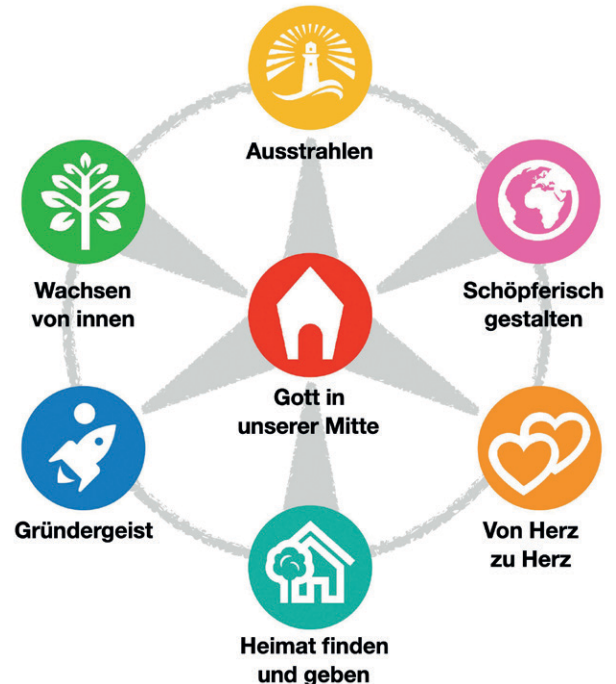 Ausstrahlen
Wachsen
von innen
Schöpferisch
gestalten
Gott in
unserer Mitte
Gründergeist
Von Herz
zu Herz
Heimat finden
und geben